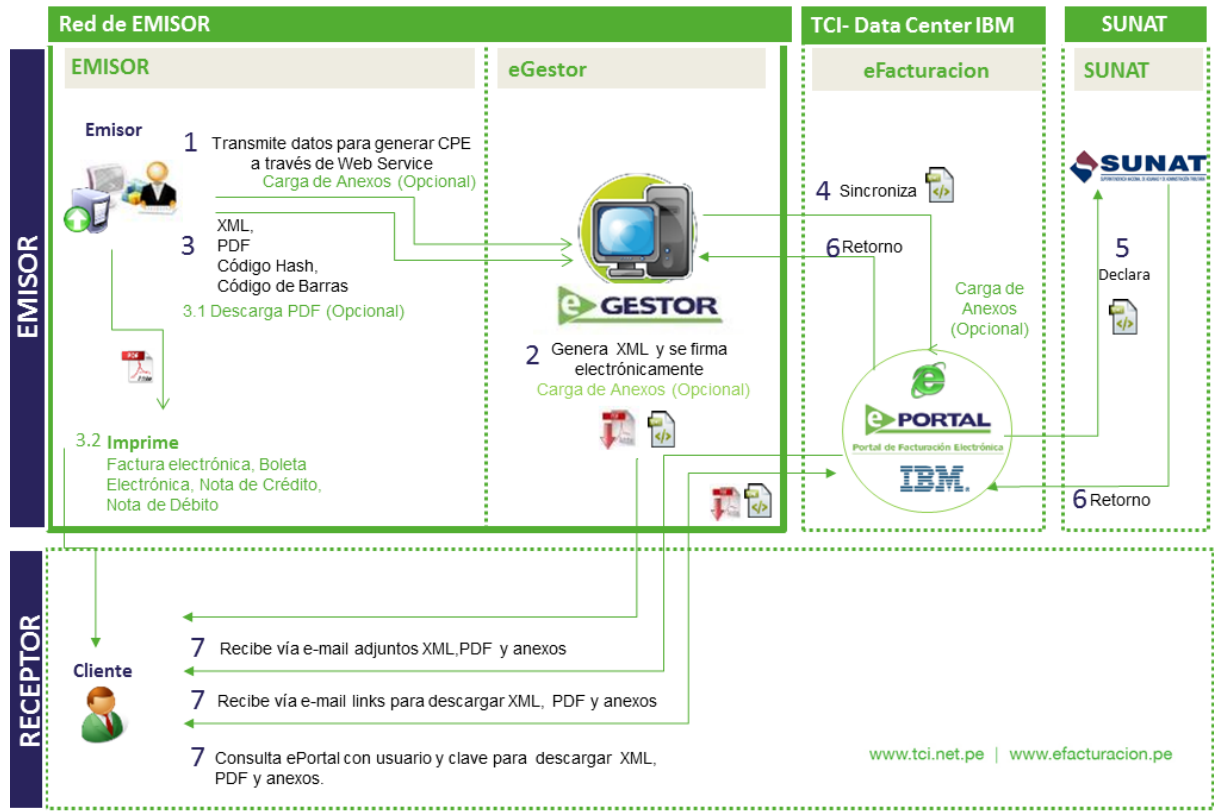 Red de EMISOR
TCI- Data Center IBM
SUNAT
EMISOR
eGestor
eFacturacion
SUNAT
EMISOR
Emisor
1 Transmite datos para generar CPE
a través de Web Service
Carga de Anexos (Opcional)
3 XML,
PDF
Código Hash,
Código de Barras
3.1 Descarga PDF (Opcional)
PDF
3.2 Imprime
Factura electrónica, Boleta
Electrónica, Nota de Crédito,
Nota de Débito
e GESTOR
2 Genera XML y se firma
electrónicamente
Carga de Anexos (Opcional)
4 Sincroniza
6 Retorno
Carga de
Anexos
(Opcional)
e PORTAL
Portal de Facturación Electrónica
IBM.
SUNAT
5
Declara
6 Retorno
RECEPTOR
Cliente
7 Recibe vía e-mail adjuntos XML,PDF y anexos
7 Recibe vía e-mail links para descargar XML, PDF y anexos
7 Consulta ePortal con usuario y clave para descargar XML,
PDF y anexos.
www.tci.net.pe | www.efacturacion.pe